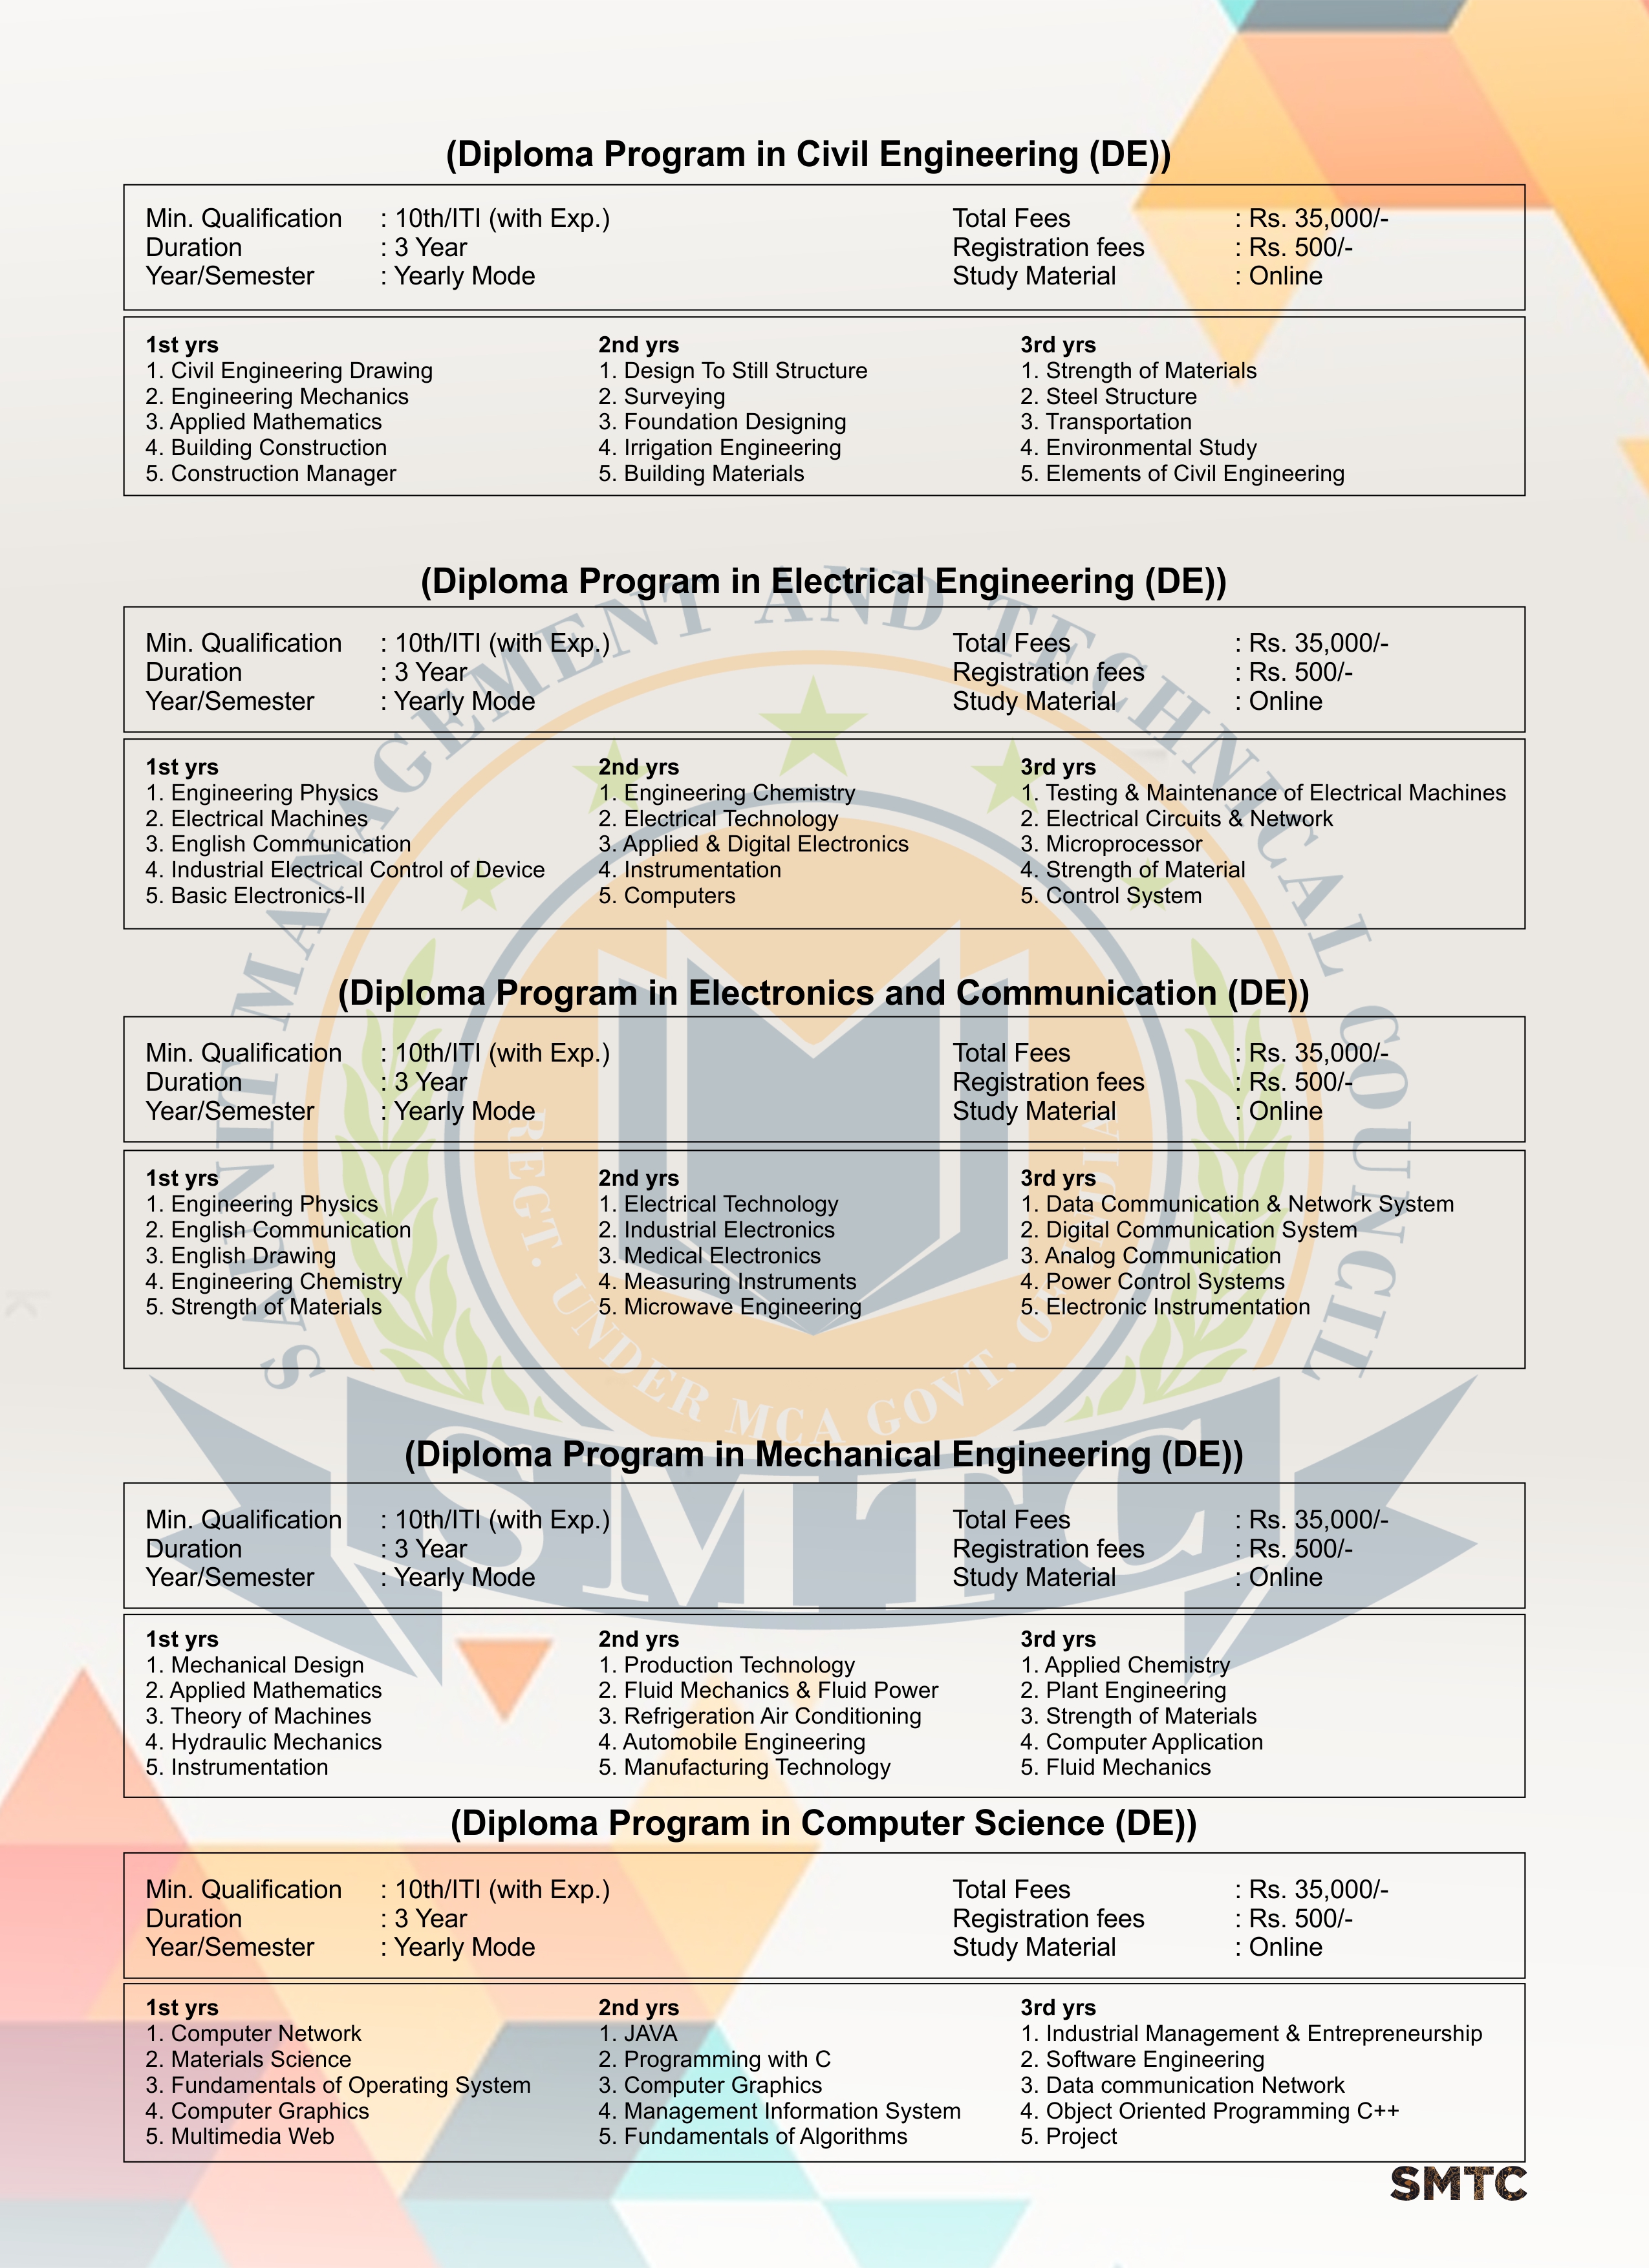 (Diploma Program in Civil Engineering (DE))
Min. Qualification : 10th/ITI (with Exp.) Total Fees : Rs. 35,000/-
Duration : 3 Year Registration fees : Rs. 500/-
Year/Semester : Yearly Mode Study Material : Online
1st yrs
1. Civil Engineering Drawing
2. Engineering Mechanics
3. Applied Mathematics
4. Building Construction
5. Construction Manager
2nd yrs
1. Design To Still Structure
2. Surveying
3. Foundation Designing
4. Irrigation Engineering
5. Building Materials
3rd yrs
1. Strength of Materials
2. Steel Structure
3. Transportation
4. Environmental Study
5. Elements of Civil Engineering
(Diploma Program in Electrical Engineering (DE))
Min. Qualification : 10th/ITI (with Exp.) Total Fees : Rs. 35,000/-
Duration : 3 Year Registration fees : Rs. 500/-
Year/Semester : Yearly Mode Study Material : Online
1st yrs
1. Engineering Physics
2. Electrical Machines
3. English Communication
4. Industrial Electrical Control of Device
5. Basic Electronics-II
2nd yrs
1. Engineering Chemistry
2. Electrical Technology
3. Applied & Digital Electronics
4. Instrumentation
5. Computers
3rd yrs
1. Testing & Maintenance of Electrical Machines
2. Electrical Circuits & Network
3. Microprocessor
4. Strength of Material
5. Control System
(Diploma Program in Electronics and Communication (DE))
Min. Qualification : 10th/ITI (with Exp.) Total Fees : Rs. 35,000/-
Duration : 3 Year Registration fees : Rs. 500/-
Year/Semester : Yearly Mode Study Material : Online
1st yrs
1. Engineering Physics
2. English Communication
3. English Drawing
4. Engineering Chemistry
5. Strength of Materials
2nd yrs
1. Electrical Technology
2. Industrial Electronics
3. Medical Electronics
4. Measuring Instruments
5. Microwave Engineering
3rd yrs
1. Data Communication & Network System
2. Digital Communication System
3. Analog Communication
4. Power Control Systems
5. Electronic Instrumentation
(Diploma Program in Mechanical Engineering (DE))
Min. Qualification : 10th/ITI (with Exp.) Total Fees : Rs. 35,000/-
Duration : 3 Year Registration fees : Rs. 500/-
Year/Semester : Yearly Mode Study Material : Online
1st yrs
1. Mechanical Design
2. Applied Mathematics
3. Theory of Machines
4. Hydraulic Mechanics
5. Instrumentation
2nd yrs
1. Production Technology
2. Fluid Mechanics & Fluid Power
3. Refrigeration Air Conditioning
4. Automobile Engineering
5. Manufacturing Technology
3rd yrs
1. Applied Chemistry
2. Plant Engineering
3. Strength of Materials
4. Computer Application
5. Fluid Mechanics
(Diploma Program in Computer Science (DE))
Min. Qualification : 10th/ITI (with Exp.) Total Fees : Rs. 35,000/-
Duration : 3 Year Registration fees : Rs. 500/-
Year/Semester : Yearly Mode Study Material : Online
1st yrs
1. Computer Network
2. Materials Science
3. Fundamentals of Operating System
4. Computer Graphics
5. Multimedia Web
2nd yrs
1. JAVA
2. Programming with C
3. Computer Graphics
4. Management Information System
5. Fundamentals of Algorithms
3rd yrs
1. Industrial Management & Entrepreneurship
2. Software Engineering
3. Data communication Network
4. Object Oriented Programming C++
5. Project
SMTC
MANAGEMENT AND TECHNICAL COUNCIL
REGT. UNDER MCA GOVT. OF
SMTC